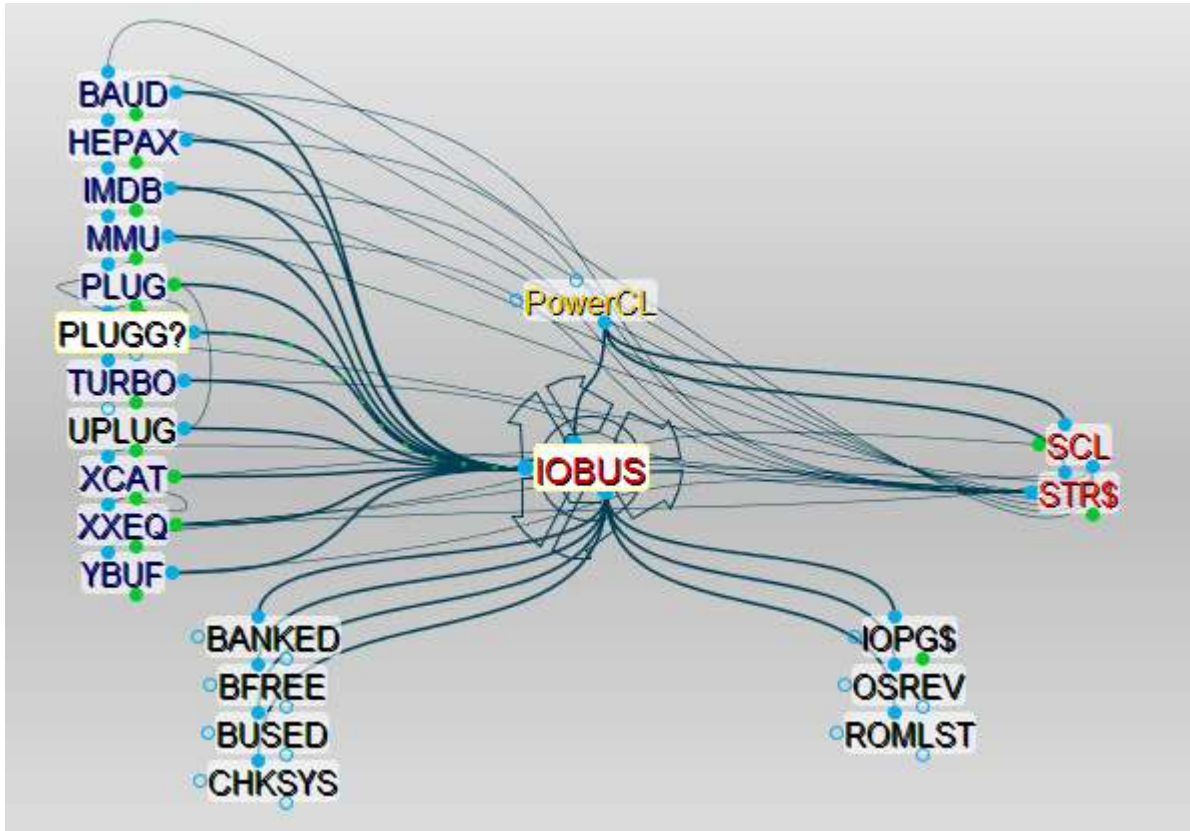 BAUD
HEPAX
IMDB
MMU
PLUG
PLUGG?
TURBO
UPLUG
XCAT
XXEQ
YBUF
PowerCL
IOBUS
SCL
STR$
BANKED
BFREE
BUSED
CHKSYS
IOPG$
OSREV
ROMLST